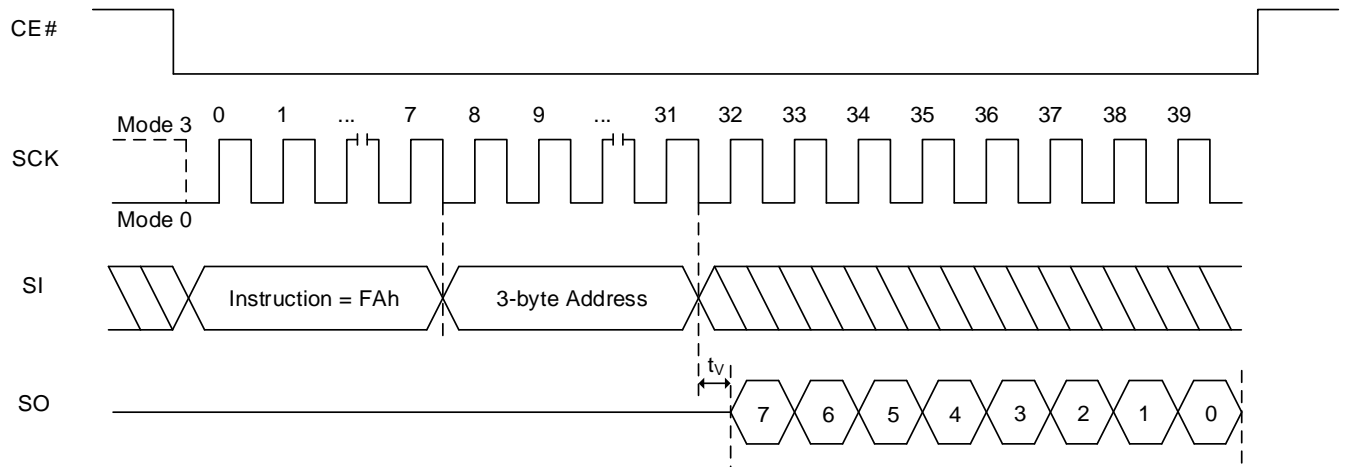 CE#
Mode 3 0 1 ... 7 8 9 ... 31 32 33 34 35 36 37 38 39
SCK
Mode 0
SI Instruction = FAh 3-byte Address
tV
SO 7 6 5 4 3 2 1 0